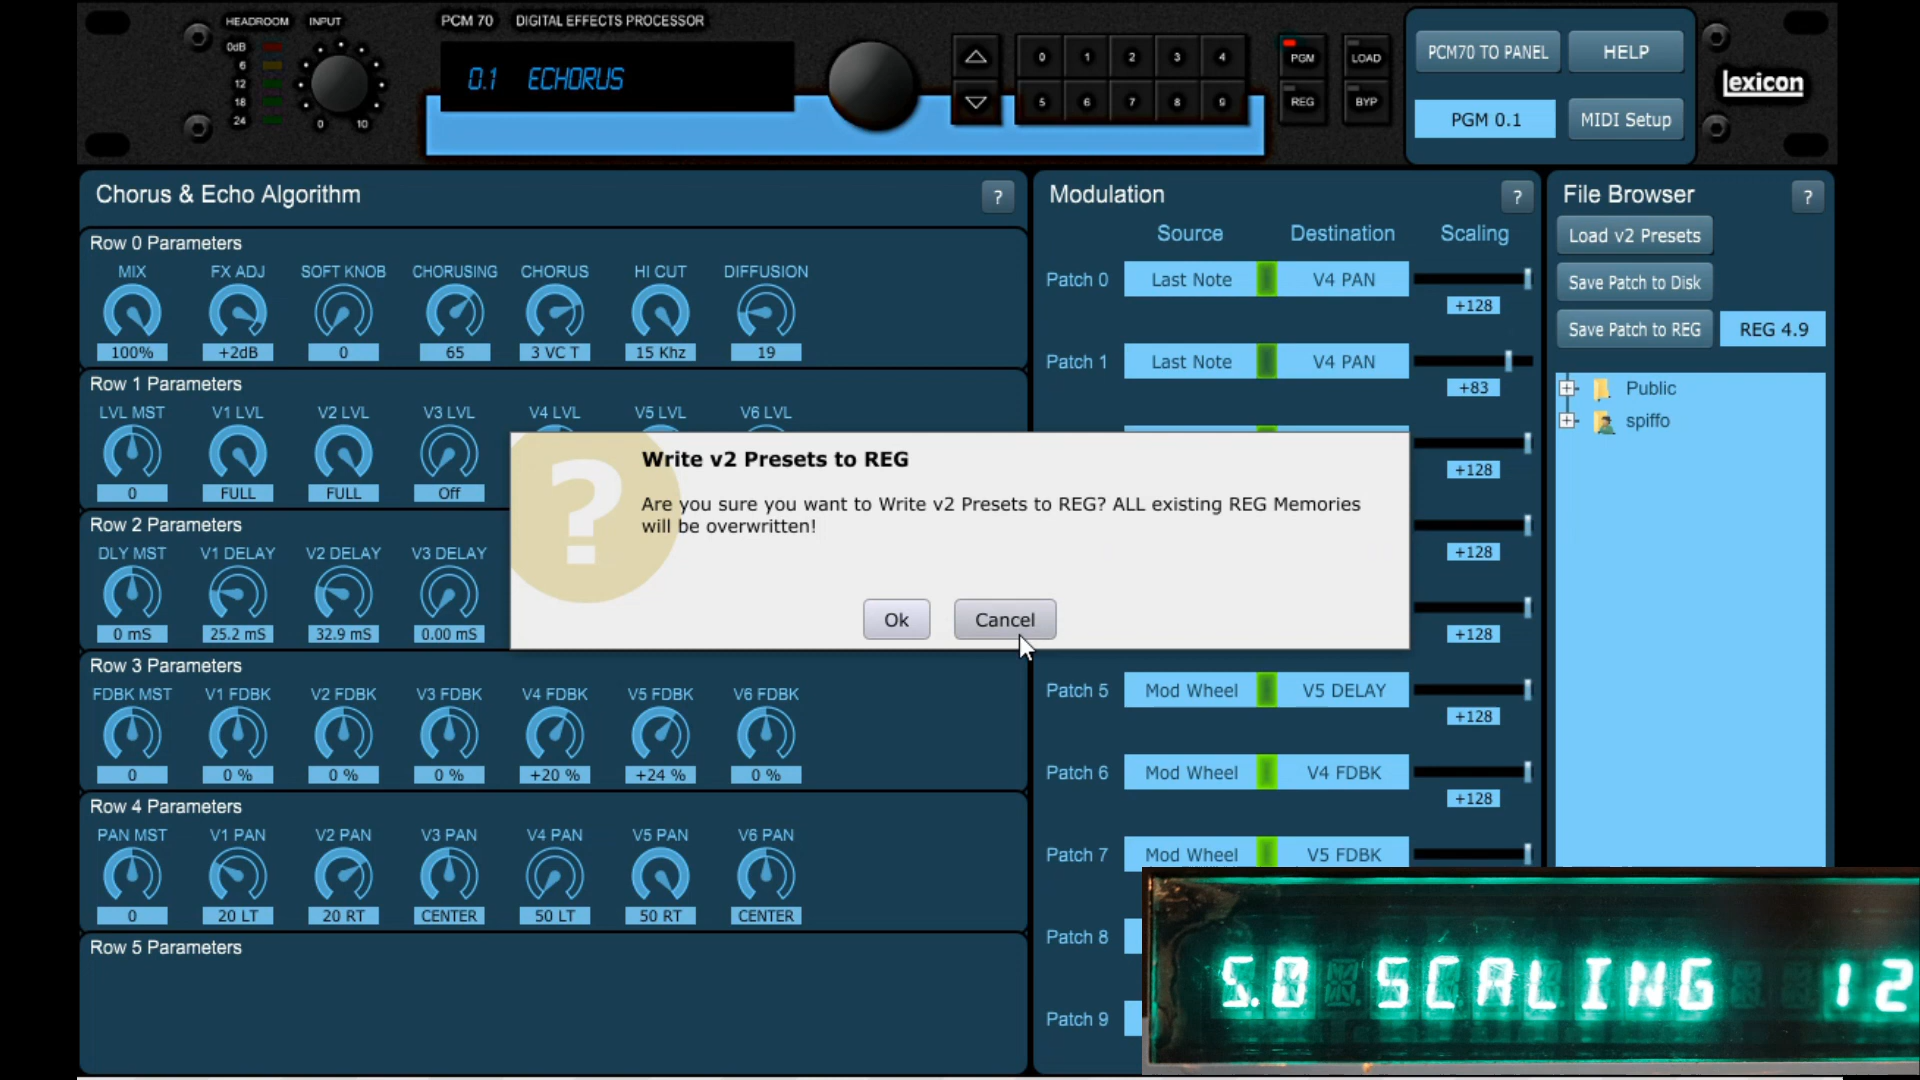 HEADROOM
INPUT
0dB
6
12
18
24
0
10
PCM 70 DIGITAL EFFECTS PROCESSOR
0.1 ECHORUS
0 1 2 3 4
5 6 7 8 9
PGM
LOAD
REG
BYP
PCM70 TO PANEL
HELP
PGM 0.1
MIDI Setup
lexicon
Chorus & Echo Algorithm
?
Row 0 Parameters
MIX FX ADJ SOFT KNOB CHORUSING CHORUS HI CUT DIFFUSION
100% +2dB 0 65 3 VC T 15 Khz 19
Row 1 Parameters
LVL MST V1 LVL V2 LVL V3 LVL V4 LVL V5 LVL V6 LVL
0 FULL FULL Off
Row 2 Parameters
DLY MST V1 DELAY V2 DELAY V3 DELAY
0 mS 25.2 mS 32.9 mS 0.00 mS
Row 3 Parameters
FDBK MST V1 FDBK V2 FDBK V3 FDBK V4 FDBK V5 FDBK V6 FDBK
0 0 % 0 % 0 % +20 % +24 % 0 %
Row 4 Parameters
PAN MST V1 PAN V2 PAN V3 PAN V4 PAN V5 PAN V6 PAN
0 20 LT 20 RT CENTER 50 LT 50 RT CENTER
Row 5 Parameters
Write v2 Presets to REG
Are you sure you want to Write v2 Presets to REG? ALL existing REG Memories
will be overwritten!
Ok
Cancel
Modulation
?
Source Destination Scaling
Patch 0 Last Note V4 PAN
+128
Patch 1 Last Note V4 PAN
+83
+128
+128
+128
Patch 5 Mod Wheel V5 DELAY
+128
Patch 6 Mod Wheel V4 FDBK
+128
Patch 7 Mod Wheel V5 FDBK
Patch 8
Patch 9
File Browser
?
Load v2 Presets
Save Patch to Disk
Save Patch to REG
REG 4.9
Public
spiffo
5.0 SCALING 12